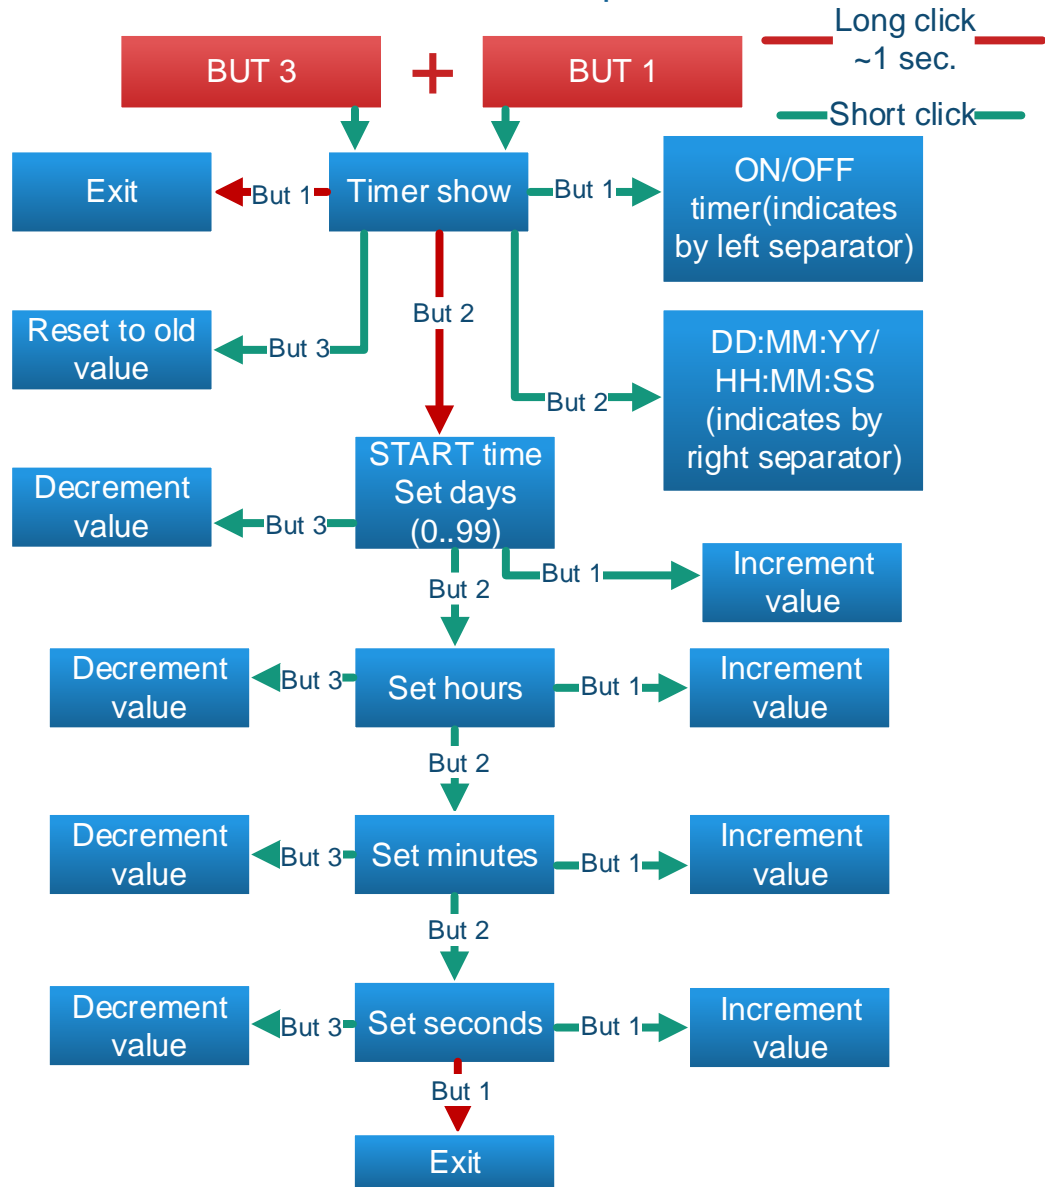 Long click
~1 sec.
BUT 3
+
BUT 1
Short click
Exit
But 1
Timer show
But 1
ON/OFF
timer(indicates
by left separator)
But 2
Reset to old
value
But 3
But 2
DD:MM:YY/
HH:MM:SS
(indicates by
right separator)
START time
Set days
(0..99)
Decrement
value
But 3
But 1
But 2
Increment
value
Decrement
value
But 3
Set hours
But 1
Increment
value
But 2
Decrement
value
But 3
Set minutes
But 1
Increment
value
But 2
Decrement
value
But 3
Set seconds
But 1
Increment
value
But 1
Exit